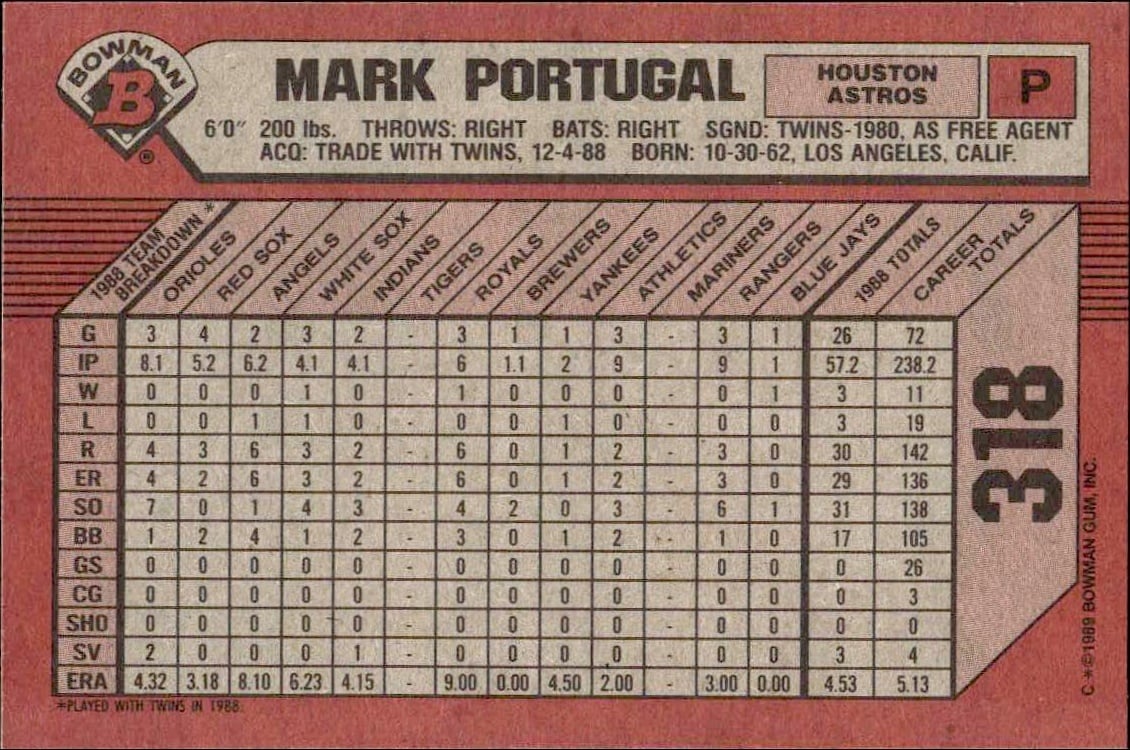 BOWMAN
B
®
MARK PORTUGAL
HOUSTON
ASTROS
P
6'0" 200 lbs. THROWS: RIGHT BATS: RIGHT SGND: TWINS-1980, AS FREE AGENT
ACQ: TRADE WITH TWINS, 12-4-88 BORN: 10-30-62, LOS ANGELES, CALIF.
1988 TEAM BREAKDOWN * ORIOLES RED SOX ANGELS WHITE SOX INDIANS TIGERS ROYALS BREWERS YANKEES ATHLETICS MARINERS RANGERS BLUE JAYS 1988 TOTALS CAREER TOTALS
G 3 4 2 3 2 - 3 1 1 3 - 3 1 26 72
IP 8.1 5.2 6.2 4.1 4.1 - 6 1.1 2 9 - 9 1 57.2 238.2
W 0 0 0 1 0 - 1 0 0 0 - 0 1 3 11
L 0 0 1 1 0 - 0 0 1 0 - 0 0 3 19
R 4 3 6 3 2 - 6 0 1 2 - 3 0 30 142
ER 4 2 6 3 2 - 6 0 1 2 - 3 0 29 136
SO 7 0 1 4 3 - 4 2 0 3 - 6 1 31 138
BB 1 2 4 1 2 - 3 0 1 2 - 1 0 17 105
GS 0 0 0 0 0 - 0 0 0 0 - 0 0 0 26
CG 0 0 0 0 0 - 0 0 0 0 - 0 0 0 3
SHO 0 0 0 0 0 - 0 0 0 0 - 0 0 0 0
SV 2 0 0 0 1 - 0 0 0 0 - 0 0 3 4
ERA 4.32 3.18 8.10 6.23 4.15 - 9.00 0.00 4.50 2.00 - 3.00 0.00 4.53 5.13
*PLAYED WITH TWINS IN 1988.
318
C *©1989 BOWMAN GUM, INC.